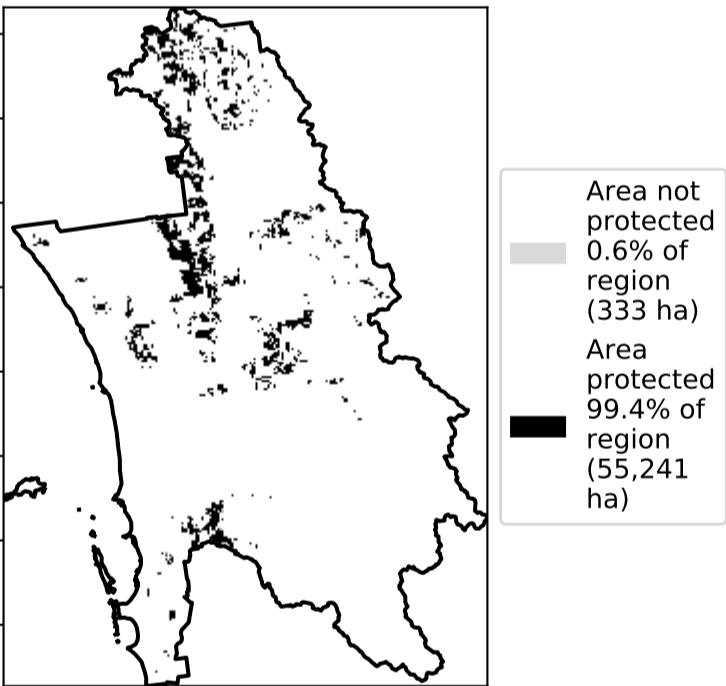 Area not
protected
0.6% of
region
(333 ha)
Area
protected
99.4% of
region
(55,241
ha)